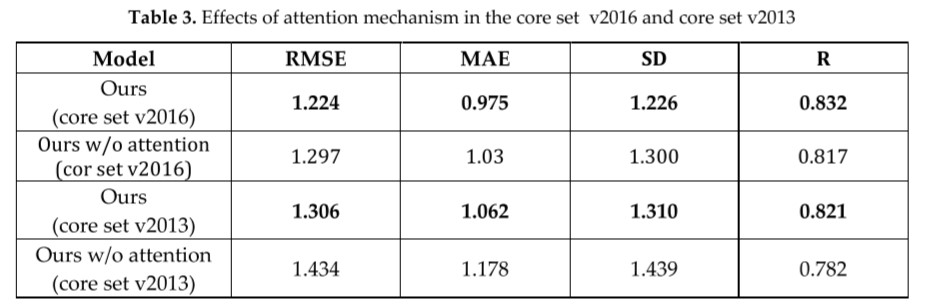 Table 3. Effects of attention mechanism in the core set v2016 and core set v2013
Model RMSE MAE SD R
Ours
(core set v2016) 1.224 0.975 1.226 0.832
Ours w/o attention
(cor set v2016) 1.297 1.03 1.300 0.817
Ours
(core set v2013) 1.306 1.062 1.310 0.821
Ours w/o attention
(core set v2013) 1.434 1.178 1.439 0.782